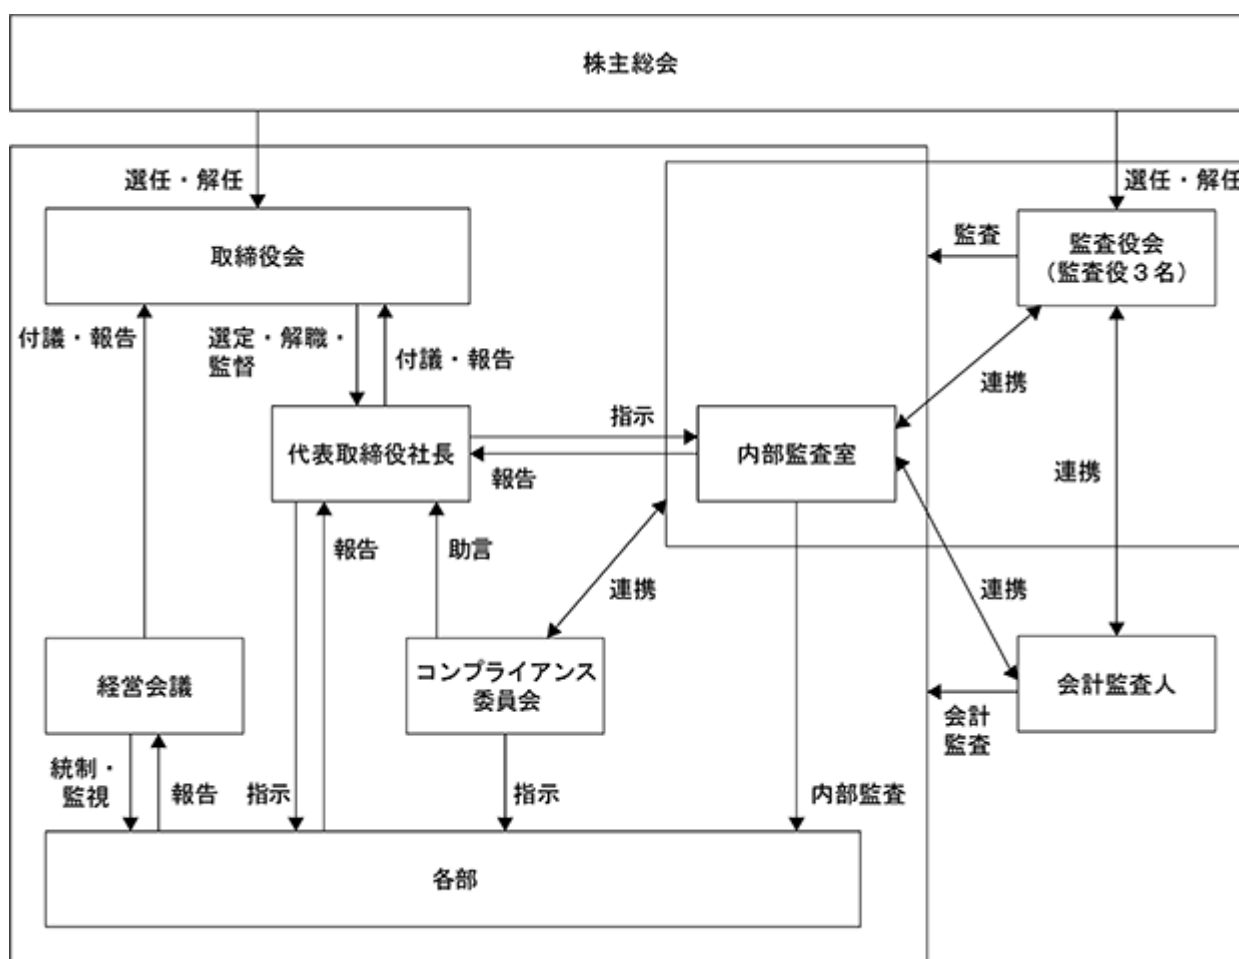 株主総会
選任・解任
選任・解任
取締役会
監査
監査役会
（監査役３名）
付議・報告
選定・解職・
監督
付議・報告
連携
指示
代表取締役社長
内部監査室
報告
連携
報告
助言
連携
連携
経営会議
コンプライアンス
委員会
会計監査人
会計
監査
統制・
監視
報告
指示
指示
内部監査
各部